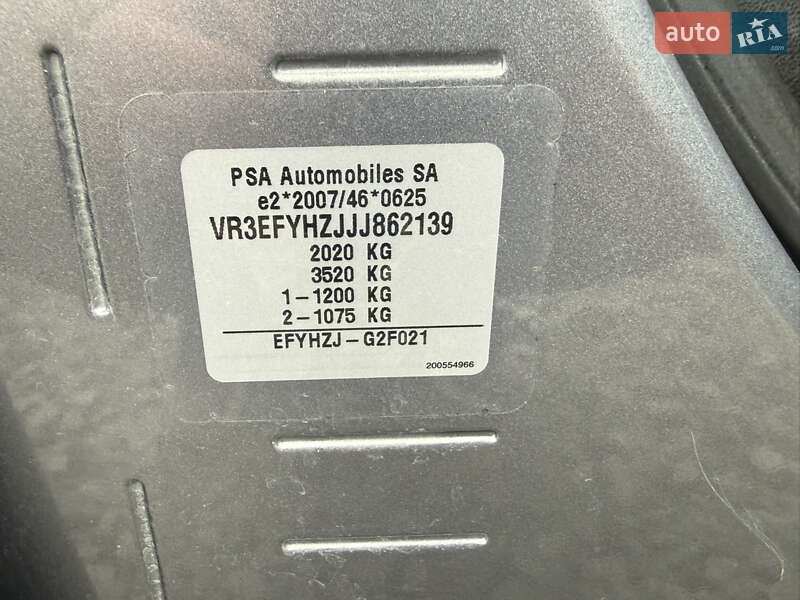 auto RIA .com
PSA Automobiles SA
e2*2007/46*0625
VR3EFYHZJJJ862139
2020 KG
3520 KG
1-1200 KG
2-1075 KG
EFYHZJ-G2F021
200554966